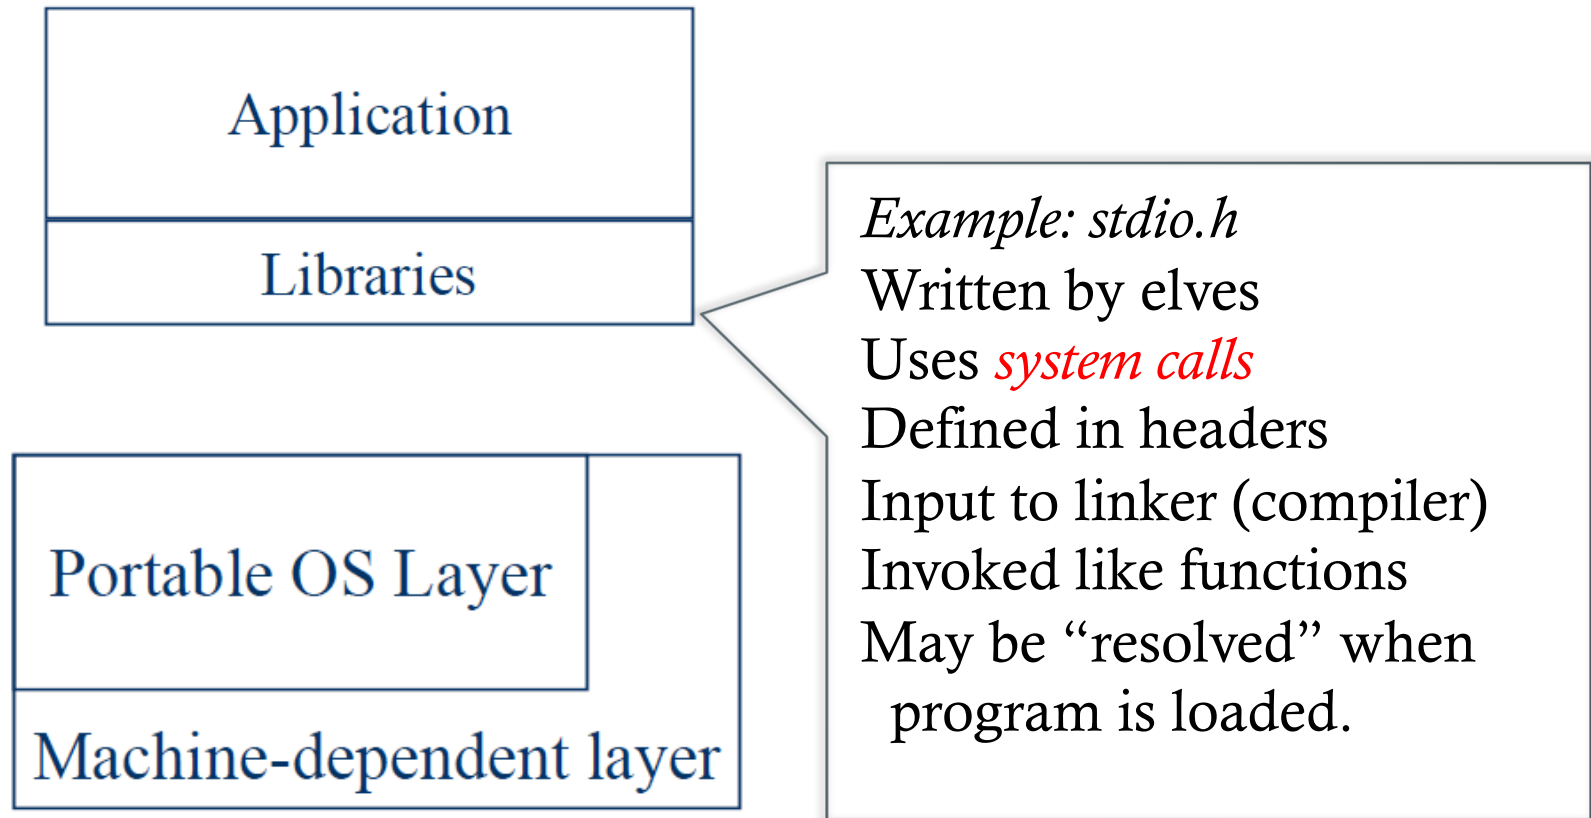 Application
Libraries
Portable OS Layer
Machine-dependent layer
Example: stdio.h
Written by elves
Uses system calls
Defined in headers
Input to linker (compiler)
Invoked like functions
May be “resolved” when
program is loaded.